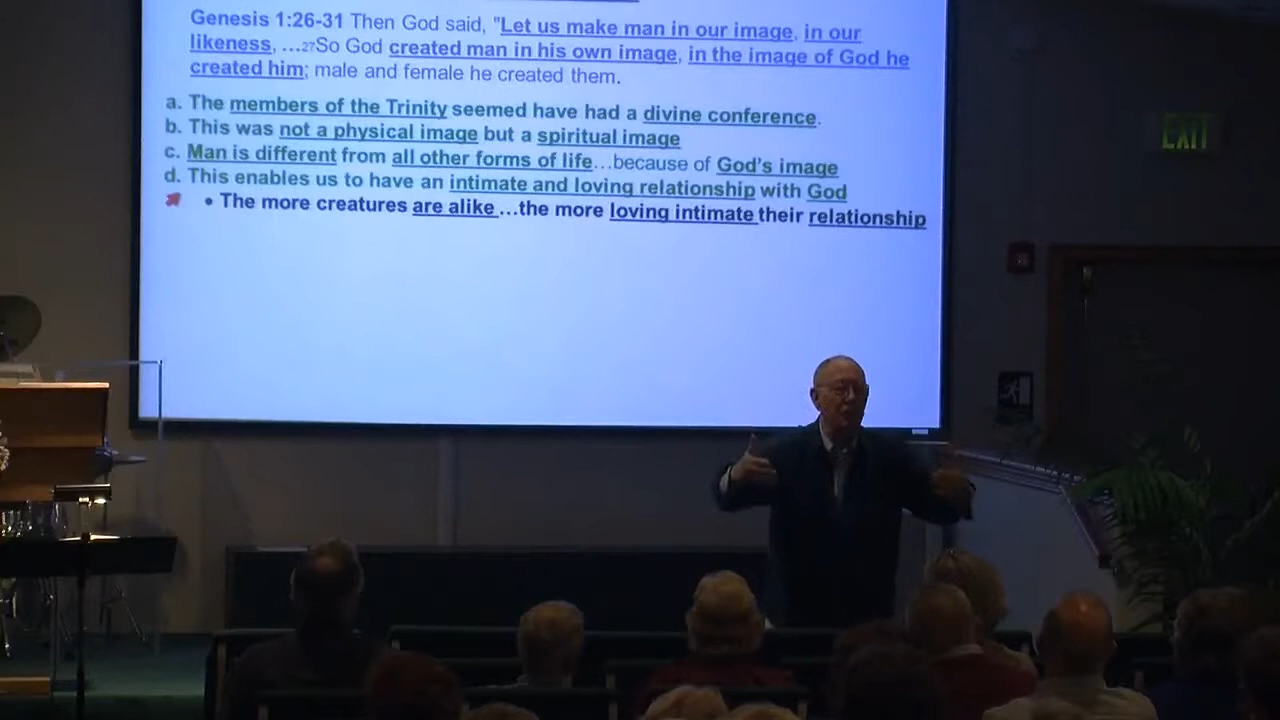 Genesis 1:26-31 Then God said, "Let us make man in our image, in our
likeness, ...27So God created man in his own image, in the image of God he
created him; male and female he created them.
a. The members of the Trinity seemed have had a divine conference.
b. This was not a physical image but a spiritual image
c. Man is different from all other forms of life...because of God's image
d. This enables us to have an intimate and loving relationship with God
• The more creatures are alike ...the more loving intimate their relationship
EXIT